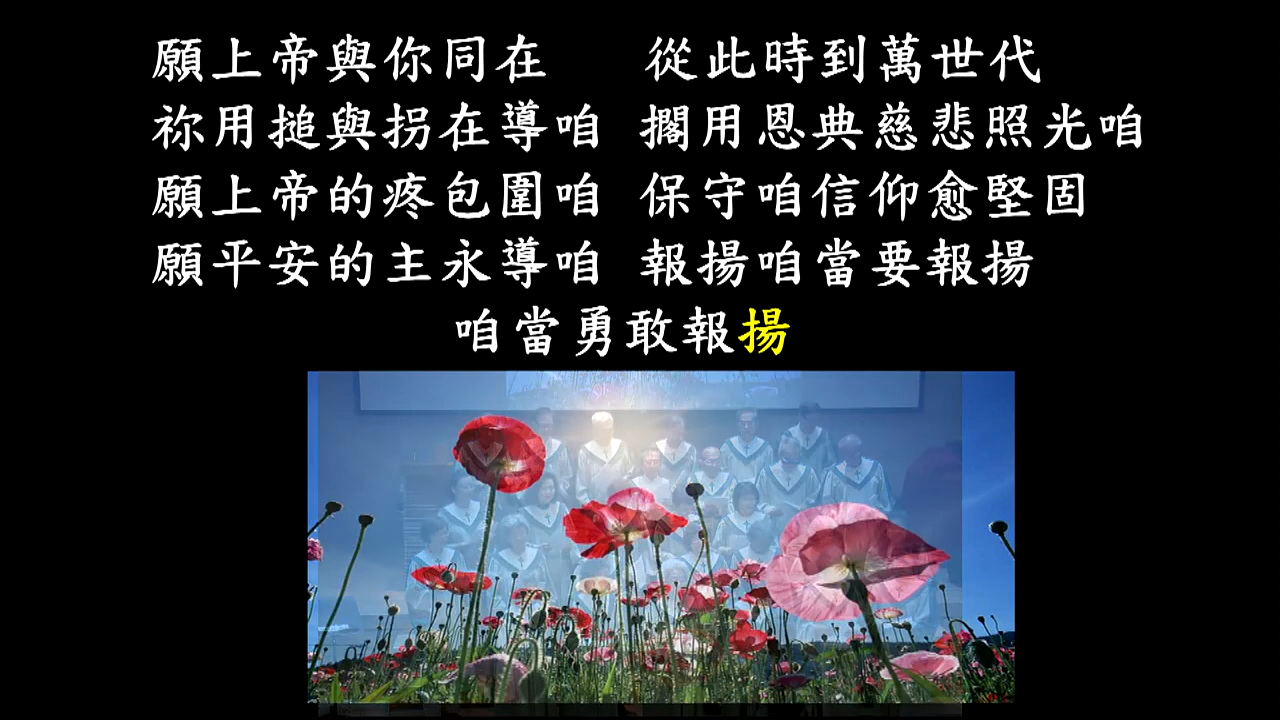 願上帝與你同在 從此時到萬世代
祢用搥與拐在導咱 擱用恩典慈悲照光咱
願上帝的疼包圍咱 保守咱信仰愈堅固
願平安的主永導咱 報揚咱當要報揚
咱當勇敢報揚